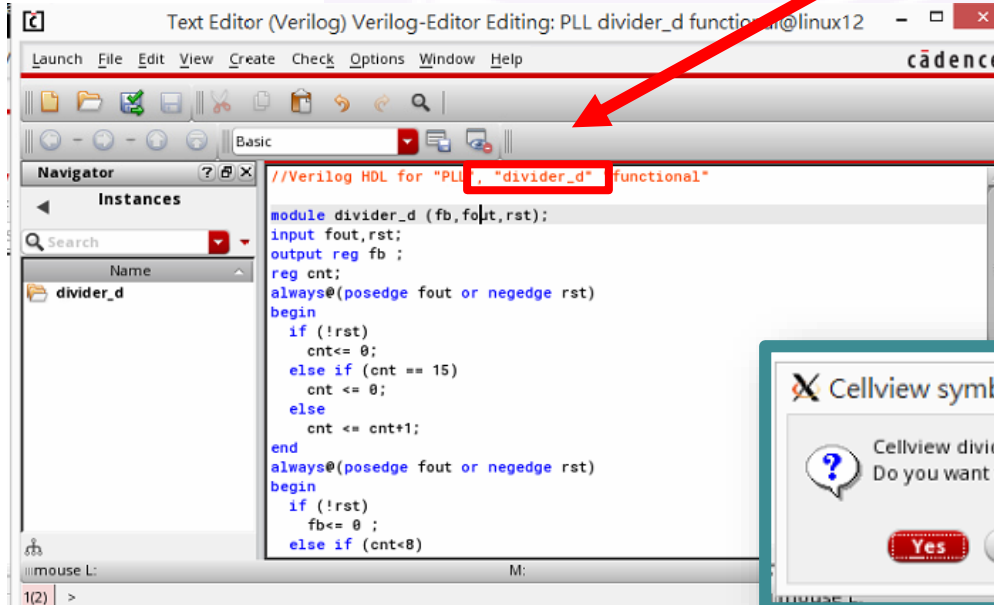 Text Editor (Verilog) Verilog-Editor Editing: PLL divider_d functional@linux12
Launch File Edit View Create Check Options Window Help
cādence
Basic
Navigator
Instances
Search
Name
divider_d
//Verilog HDL for "PLL", "divider_d" "functional"
module divider_d (fb,fout,rst);
input fout,rst;
output reg fb ;
reg cnt;
always@(posedge fout or negedge rst)
begin
if (!rst)
cnt<= 0;
else if (cnt == 15)
cnt <= 0;
else
cnt <= cnt+1;
end
always@(posedge fout or negedge rst)
begin
if (!rst)
fb<= 0 ;
else if (cnt<8)
mouse L:
M:
1(2) >
Cellview symb
Cellview divi
Do you want
Yes
mouse L: